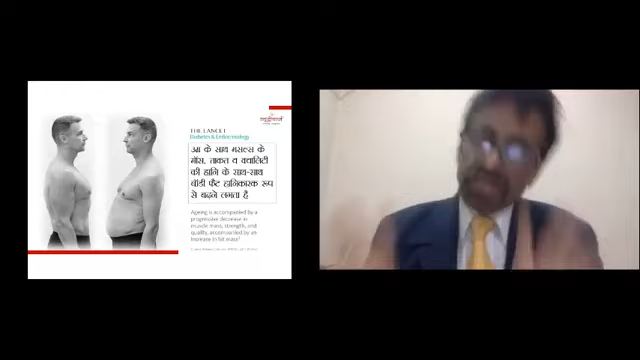 THE LANCET
Diabetes & Endocrinology
के साथ मसल्स के
मॉस, ताकत व क्वालिटी
की हानि के साथ-साथ
बॉडी फैट हानिकारक रूप
से बढ़ने लगता है
Ageing is accompanied by a
progressive decrease in
muscle mass, strength, and
quality, accompanied by an
increase in fat mass